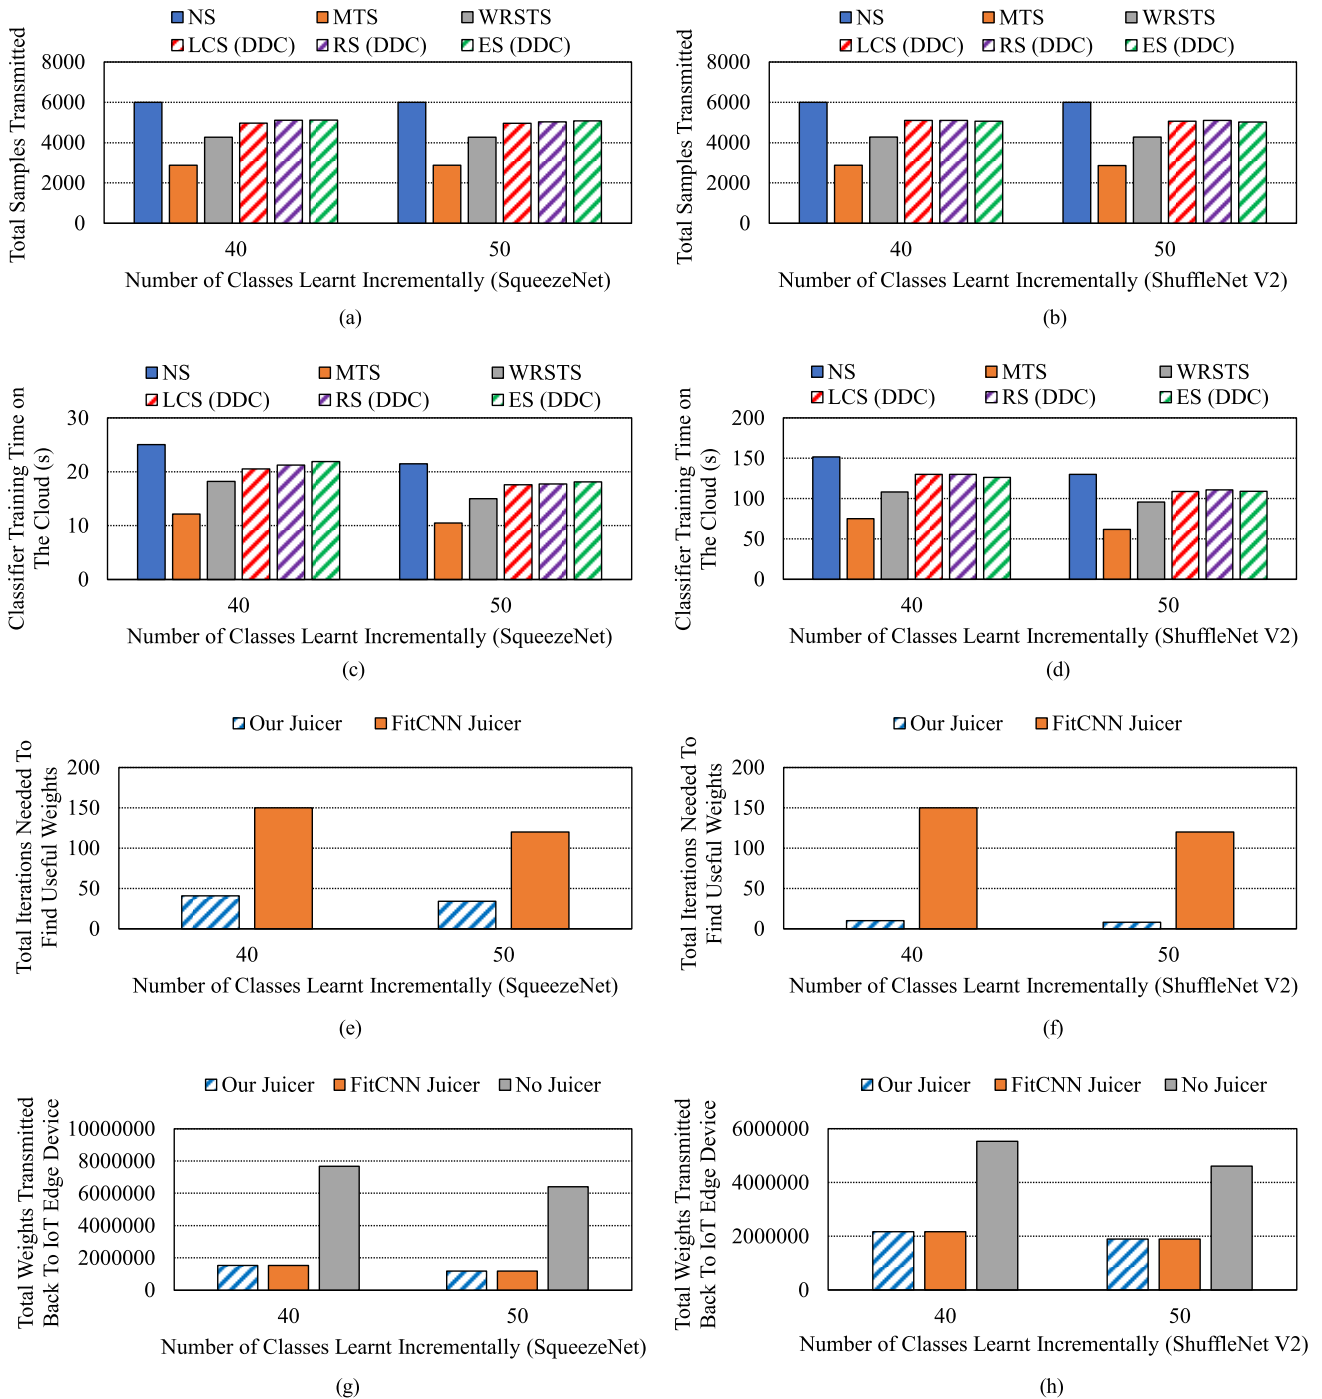 NS MTS WRSTS
LCS (DDC) RS (DDC) ES (DDC)
Total Samples Transmitted
8000
6000
4000
2000
0
40 50
Number of Classes Learnt Incrementally (SqueezeNet)
(a)
NS MTS WRSTS
LCS (DDC) RS (DDC) ES (DDC)
Total Samples Transmitted
8000
6000
4000
2000
0
40 50
Number of Classes Learnt Incrementally (ShuffleNet V2)
(b)
NS MTS WRSTS
LCS (DDC) RS (DDC) ES (DDC)
Classifier Training Time on
The Cloud (s)
30
20
10
0
40 50
Number of Classes Learnt Incrementally (SqueezeNet)
(c)
NS MTS WRSTS
LCS (DDC) RS (DDC) ES (DDC)
Classifier Training Time on
The Cloud (s)
200
150
100
50
0
40 50
Number of Classes Learnt Incrementally (ShuffleNet V2)
(d)
Our Juicer FitCNN Juicer
Total Iterations Needed To
Find Useful Weights
200
150
100
50
0
40 50
Number of Classes Learnt Incrementally (SqueezeNet)
(e)
Our Juicer FitCNN Juicer
Total Iterations Needed To
Find Useful Weights
200
150
100
50
0
40 50
Number of Classes Learnt Incrementally (ShuffleNet V2)
(f)
Our Juicer FitCNN Juicer No Juicer
Total Weights Transmitted
Back To IoT Edge Device
10000000
8000000
6000000
4000000
2000000
0
40 50
Number of Classes Learnt Incrementally (SqueezeNet)
(g)
Our Juicer FitCNN Juicer No Juicer
Total Weights Transmitted
Back To IoT Edge Device
6000000
4000000
2000000
0
40 50
Number of Classes Learnt Incrementally (ShuffleNet V2)
(h)